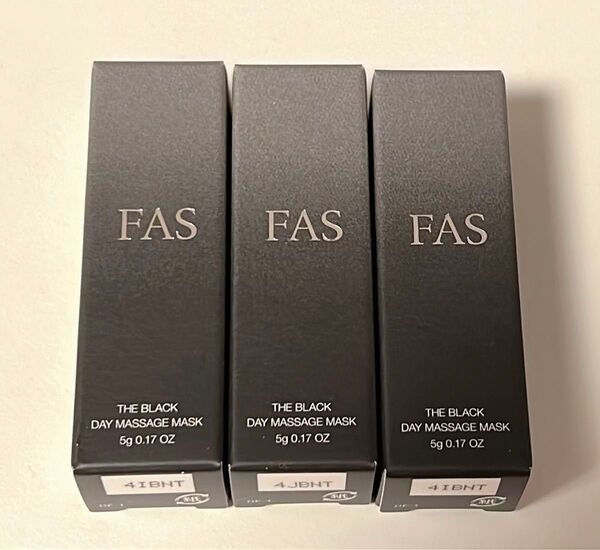 FAS
THE BLACK
DAY MASSAGE MASK
5g 0.17 OZ
4IBNT
FAS
THE BLACK
DAY MASSAGE MASK
5g 0.17 OZ
4JBNT
FAS
THE BLACK
DAY MASSAGE MASK
5g 0.17 OZ
4IBNT